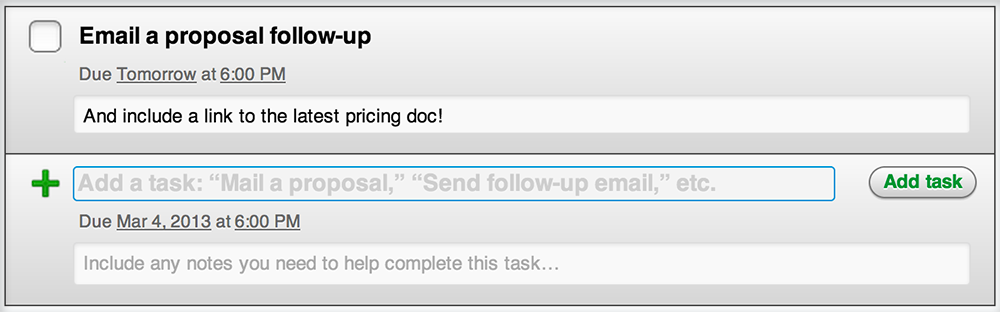 Email a proposal follow-up
Due Tomorrow at 6:00 PM
And include a link to the latest pricing doc!
Add a task: “Mail a proposal,” “Send follow-up email,” etc.
Add task
Due Mar 4, 2013 at 6:00 PM
Include any notes you need to help complete this task…